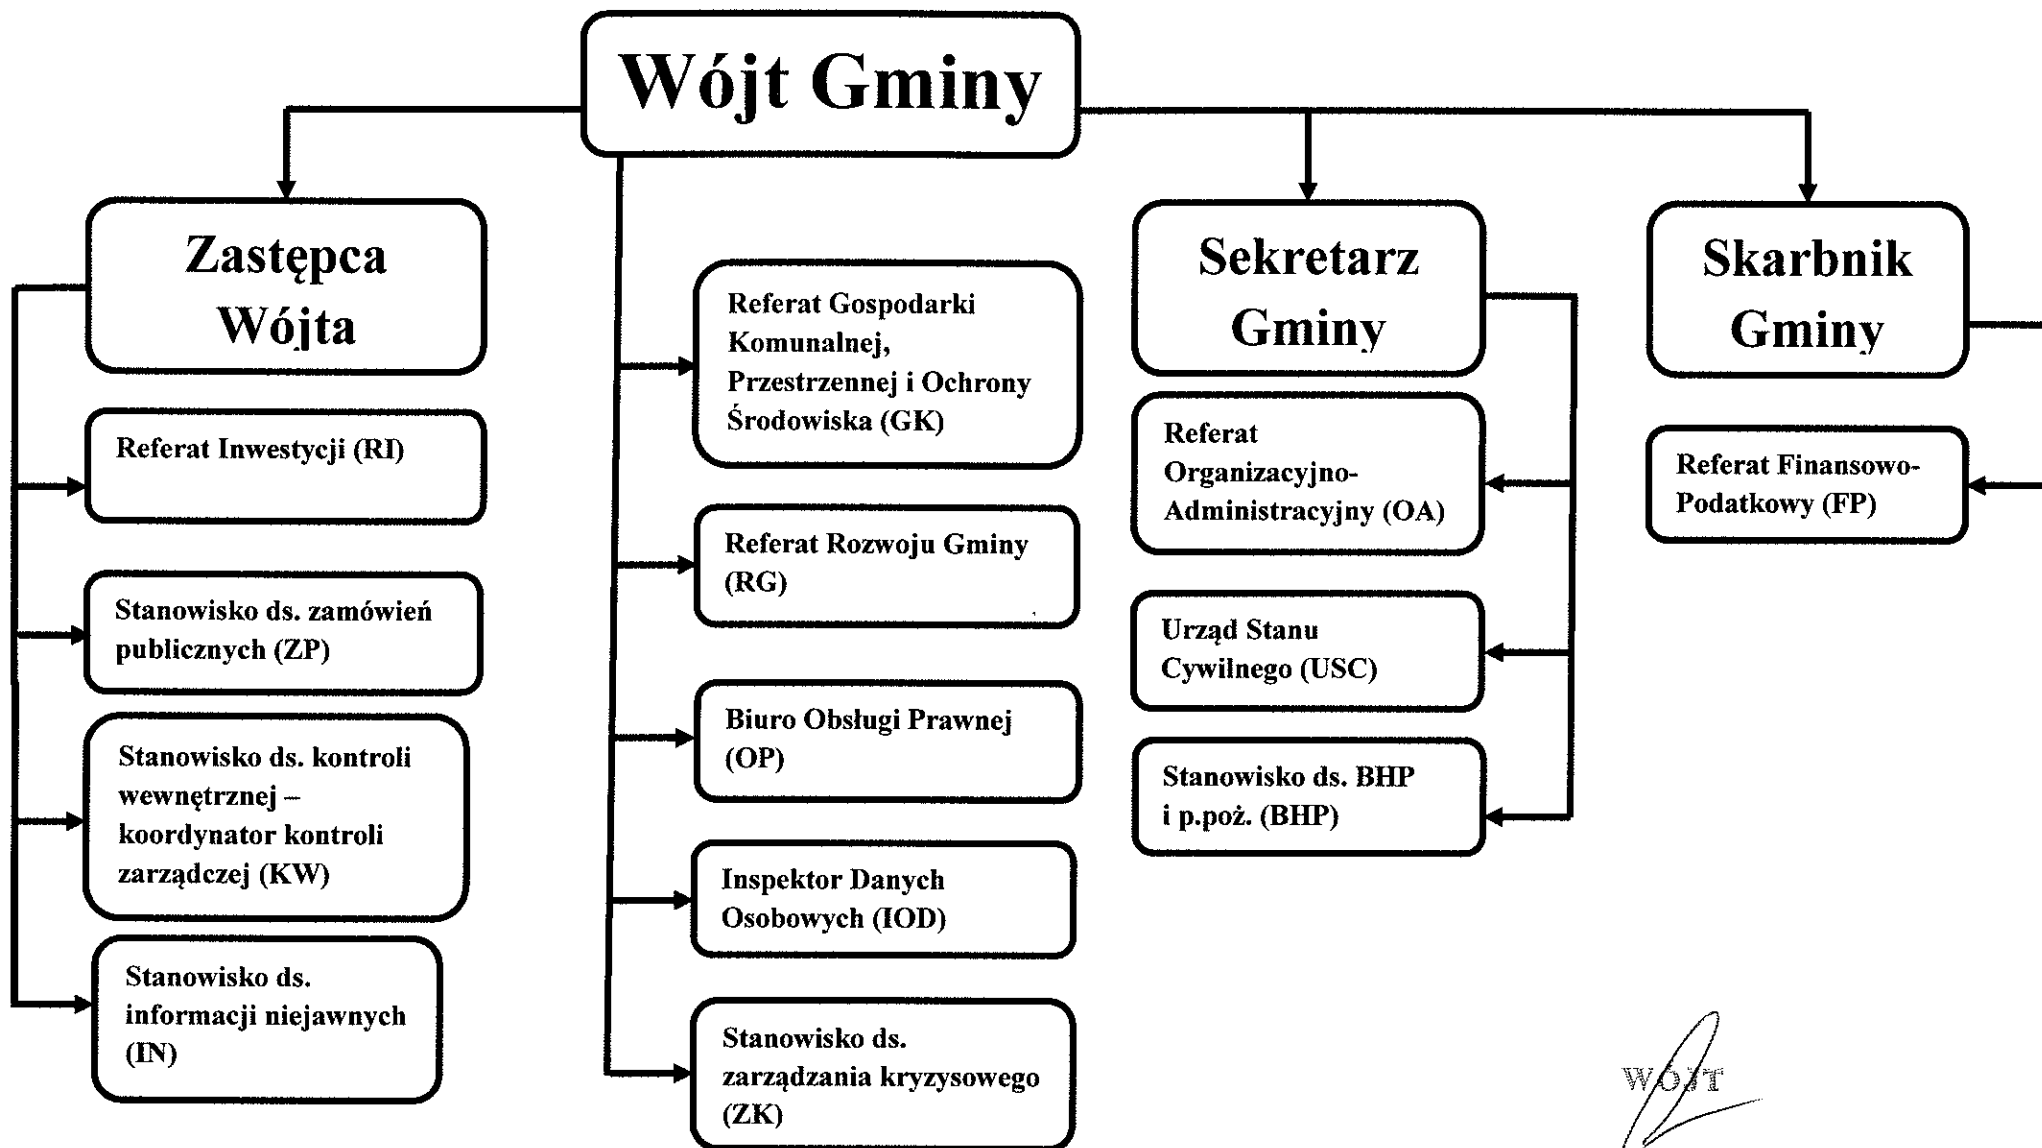 Wójt Gminy
Zastępca
Wójta
Referat Inwestycji (RI)
Stanowisko ds. zamówień
publicznych (ZP)
Stanowisko ds. kontroli
wewnętrznej –
koordynator kontroli
zarządczej (KW)
Stanowisko ds.
informacji niejawnych
(IN)
Referat Gospodarki
Komunalnej,
Przestrzennej i Ochrony
Środowiska (GK)
Referat Rozwoju Gminy
(RG)
Biuro Obsługi Prawnej
(OP)
Inspektor Danych
Osobowych (IOD)
Stanowisko ds.
zarządzania kryzysowego
(ZK)
Sekretarz
Gminy
Referat
Organizacyjno-
Administracyjny (OA)
Urząd Stanu
Cywilnego (USC)
Stanowisko ds. BHP
i p.poż. (BHP)
Skarbnik
Gminy
Referat Finansowo-
Podatkowy (FP)
WÓJT